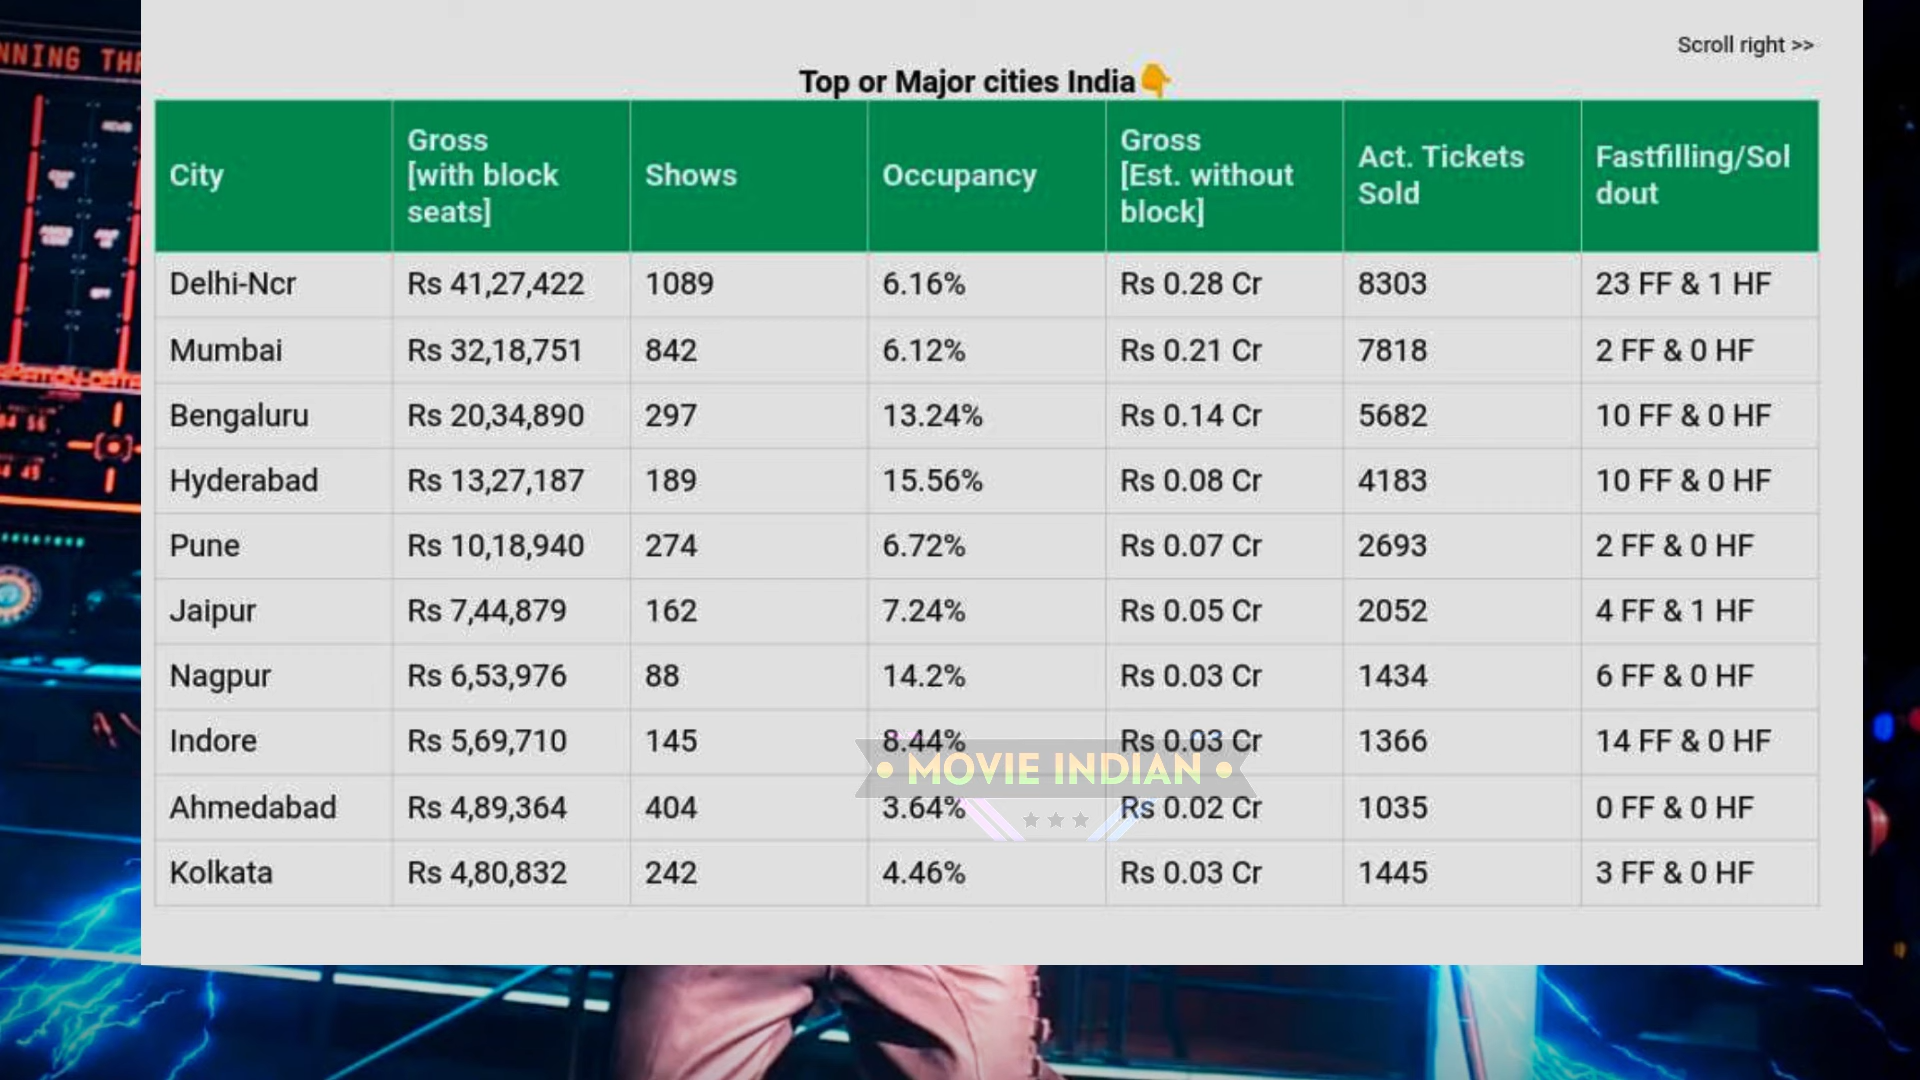 NNING THR
Scroll right >>
Top or Major cities India👇
City Gross [with block seats] Shows Occupancy Gross [Est. without block] Act. Tickets Sold Fastfilling/Soldout
Delhi-Ncr Rs 41,27,422 1089 6.16% Rs 0.28 Cr 8303 23 FF & 1 HF
Mumbai Rs 32,18,751 842 6.12% Rs 0.21 Cr 7818 2 FF & 0 HF
Bengaluru Rs 20,34,890 297 13.24% Rs 0.14 Cr 5682 10 FF & 0 HF
Hyderabad Rs 13,27,187 189 15.56% Rs 0.08 Cr 4183 10 FF & 0 HF
Pune Rs 10,18,940 274 6.72% Rs 0.07 Cr 2693 2 FF & 0 HF
Jaipur Rs 7,44,879 162 7.24% Rs 0.05 Cr 2052 4 FF & 1 HF
Nagpur Rs 6,53,976 88 14.2% Rs 0.03 Cr 1434 6 FF & 0 HF
Indore Rs 5,69,710 145 8.44% Rs 0.03 Cr 1366 14 FF & 0 HF
MOVIE INDIAN
Ahmedabad Rs 4,89,364 404 3.64% Rs 0.02 Cr 1035 0 FF & 0 HF
Kolkata Rs 4,80,832 242 4.46% Rs 0.03 Cr 1445 3 FF & 0 HF